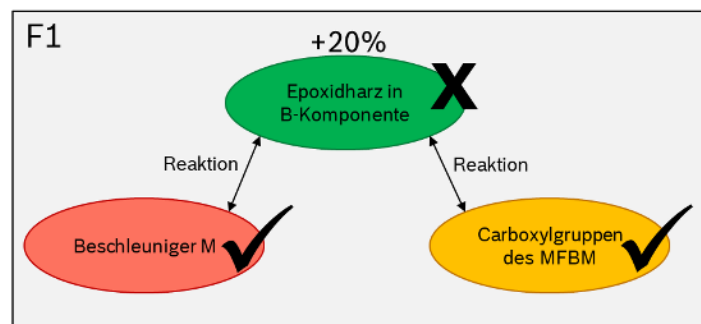 F1
+20%
Epoxidharz in
B-Komponente
X
Reaktion
Reaktion
Beschleuniger M
Carboxylgruppen
des MFBM